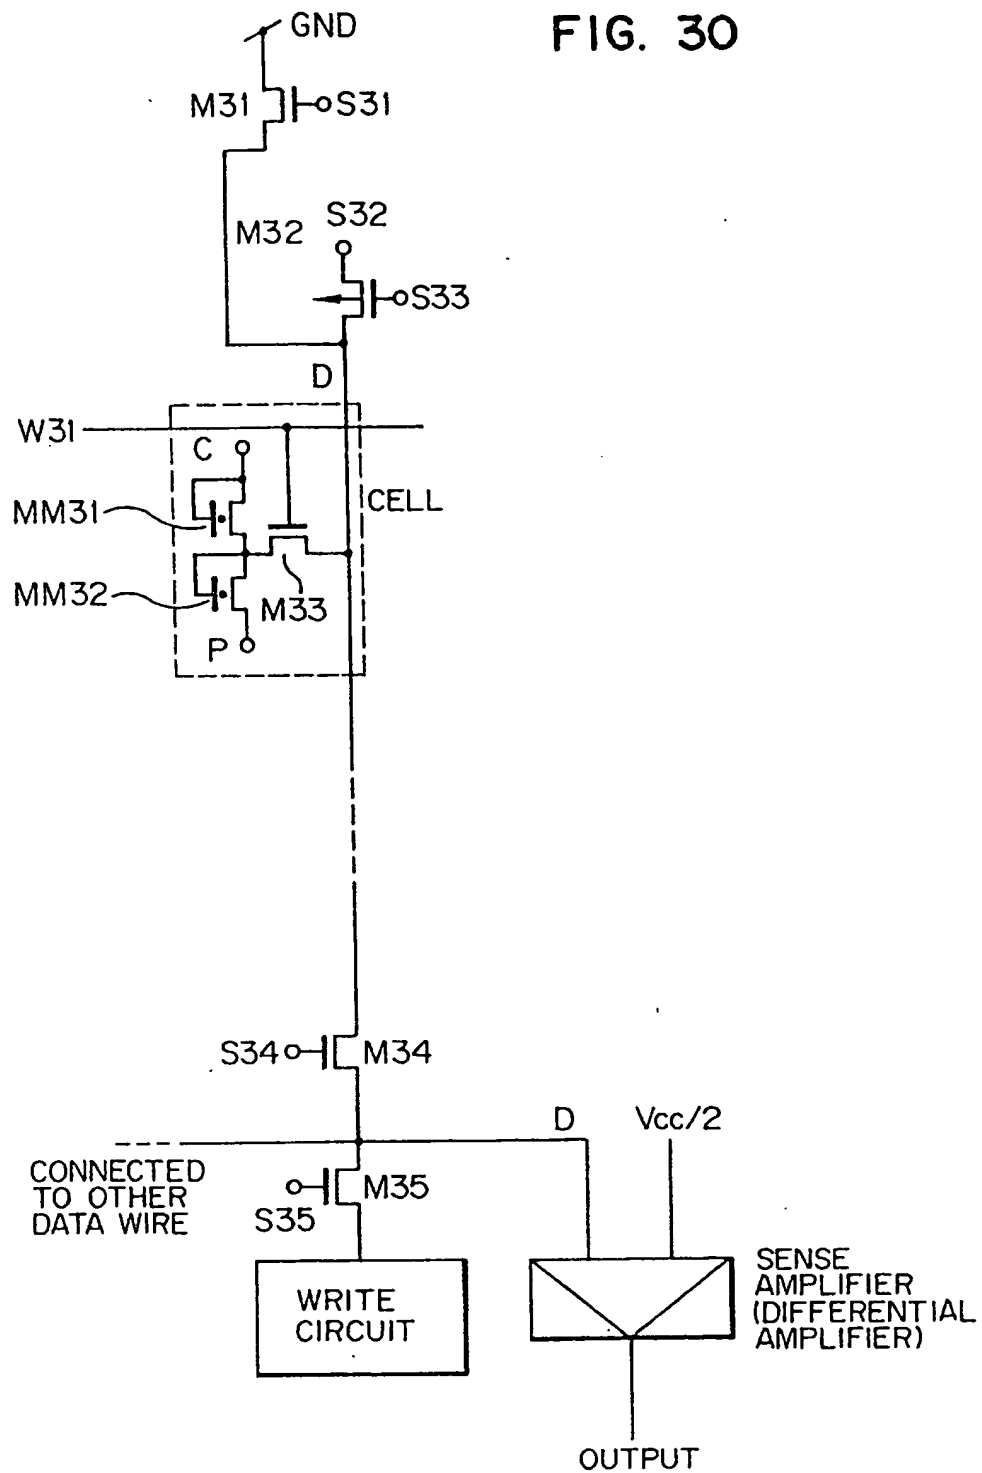 GND
FIG. 30
M31
S31
S32
M32
S33
D
W31
C
CELL
MM31
MM32
M33
P
S34
M34
D
Vcc/2
CONNECTED
TO OTHER
DATA WIRE
M35
S35
WRITE
CIRCUIT
SENSE
AMPLIFIER
(DIFFERENTIAL
AMPLIFIER)
OUTPUT